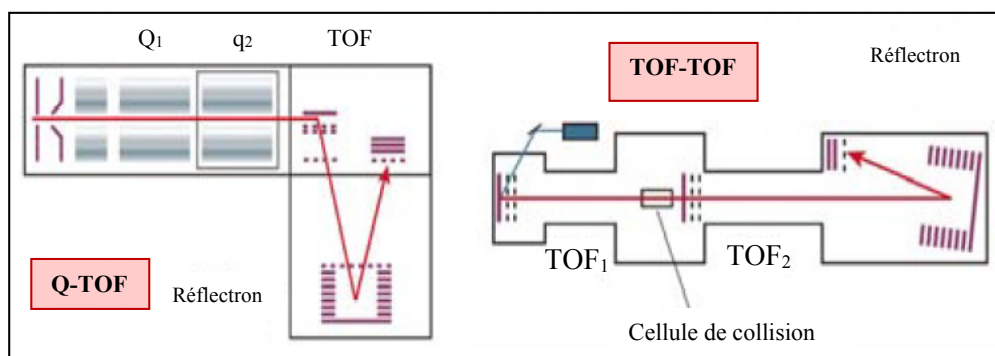 Q₁ q₂ TOF
Q-TOF
Réflectron
TOF-TOF
Réflectron
TOF₁ TOF₂
Cellule de collision